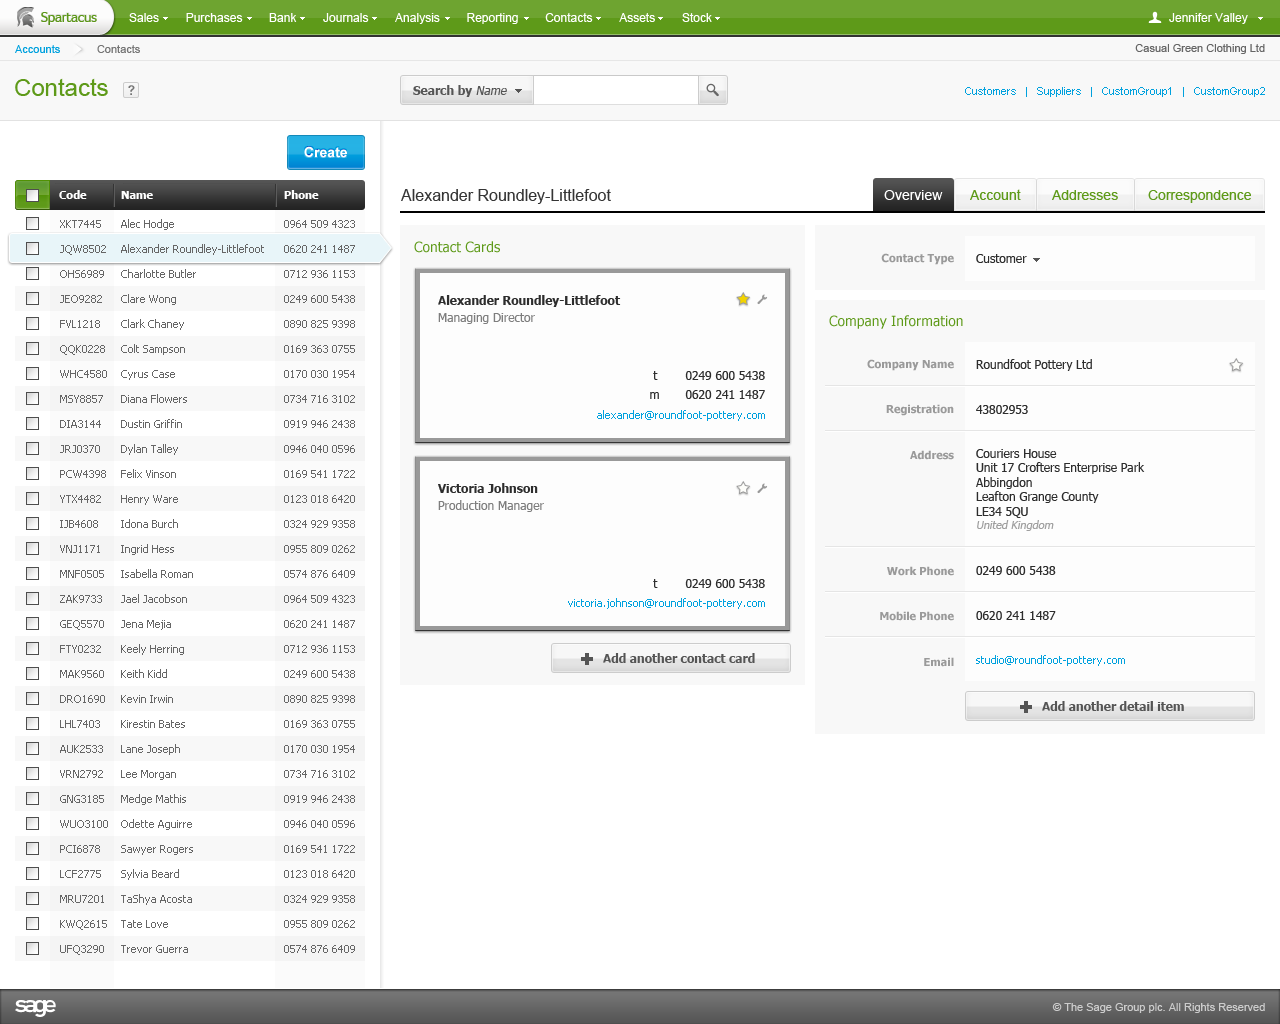 Spartacus Sales Purchases Bank Journals Analysis Reporting Contacts Assets Stock Jennifer Valley
Accounts Contacts Casual Green Clothing Ltd
Contacts ? Search by Name Customers | Suppliers | CustomGroup1 | CustomGroup2
Create
Code Name Phone
XKT7445 Alec Hodge 0964 509 4323
JQW8502 Alexander Roundley-Littlefoot 0620 241 1487
OHS6989 Charlotte Butler 0712 936 1153
JEO9282 Clare Wong 0249 600 5438
FVL1218 Clark Chaney 0890 825 9398
QQK0228 Colt Sampson 0169 363 0755
WHC4580 Cyrus Case 0170 030 1954
MSY8857 Diana Flowers 0734 716 3102
DIA3144 Dustin Griffin 0919 946 2438
JRJ0370 Dylan Talley 0946 040 0596
PCW4398 Felix Vinson 0169 541 1722
YTX4482 Henry Ware 0123 018 6420
IJB4608 Idona Burch 0324 929 9358
VNJ1171 Ingrid Hess 0955 809 0262
MNF0505 Isabella Roman 0574 876 6409
ZAK9733 Jael Jacobson 0964 509 4323
GEQ5570 Jena Mejia 0620 241 1487
FTY0232 Keely Herring 0712 936 1153
MAK9560 Keith Kidd 0249 600 5438
DRO1690 Kevin Irwin 0890 825 9398
LHL7403 Kirestin Bates 0169 363 0755
AUK2533 Lane Joseph 0170 030 1954
VRN2792 Lee Morgan 0734 716 3102
GNG3185 Medge Mathis 0919 946 2438
WUO3100 Odette Aguirre 0946 040 0596
PCI6878 Sawyer Rogers 0169 541 1722
LCF2775 Sylvia Beard 0123 018 6420
MRU7201 TaShya Acosta 0324 929 9358
KWQ2615 Tate Love 0955 809 0262
UFQ3290 Trevor Guerra 0574 876 6409
Alexander Roundley-Littlefoot Overview Account Addresses Correspondence
Contact Cards
Alexander Roundley-Littlefoot
Managing Director
t 0249 600 5438
m 0620 241 1487
alexander@roundfoot-pottery.com
Victoria Johnson
Production Manager
t 0249 600 5438
victoria.johnson@roundfoot-pottery.com
Add another contact card
Contact Type Customer
Company Information
Company Name Roundfoot Pottery Ltd
Registration 43802953
Address Couriers House
Unit 17 Crofters Enterprise Park
Abbingdon
Leafton Grange County
LE34 5QU
United Kingdom
Work Phone 0249 600 5438
Mobile Phone 0620 241 1487
Email studio@roundfoot-pottery.com
Add another detail item
sage © The Sage Group plc. All Rights Reserved